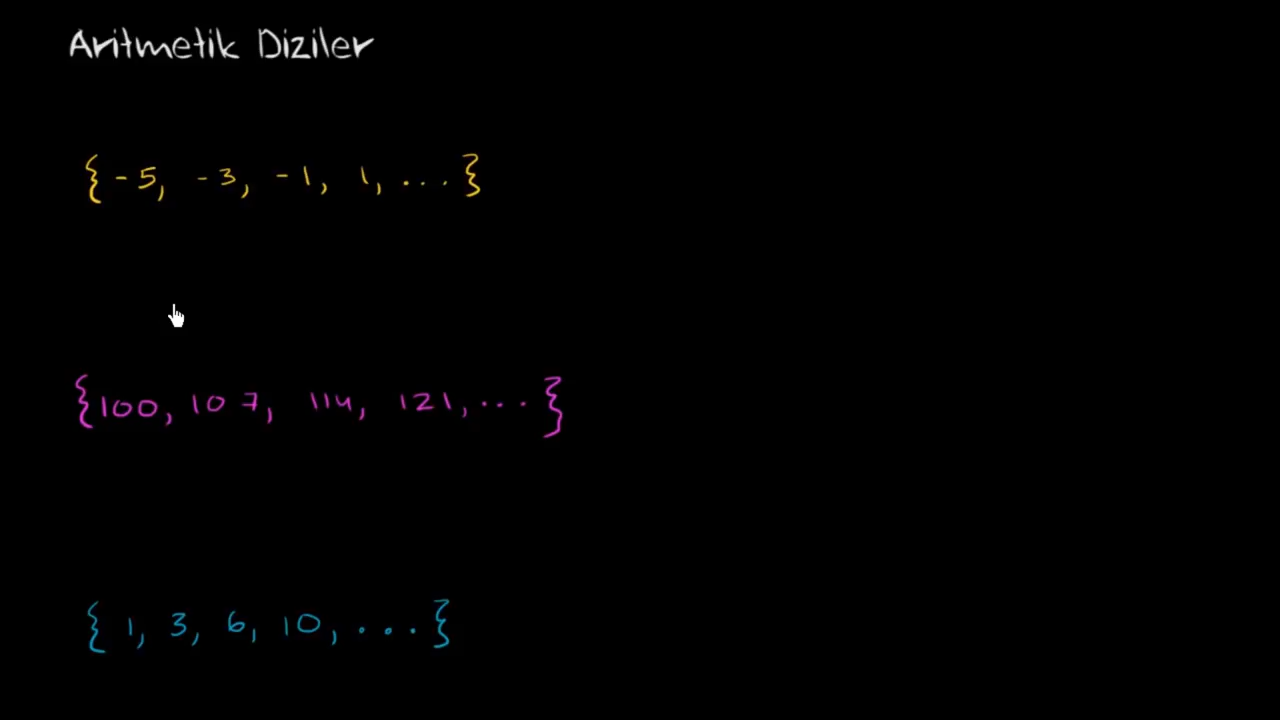 Aritmetik Diziler
{ -5, -3, -1, 1, ... }
{ 100, 107, 114, 121, ... }
{ 1, 3, 6, 10, ... }